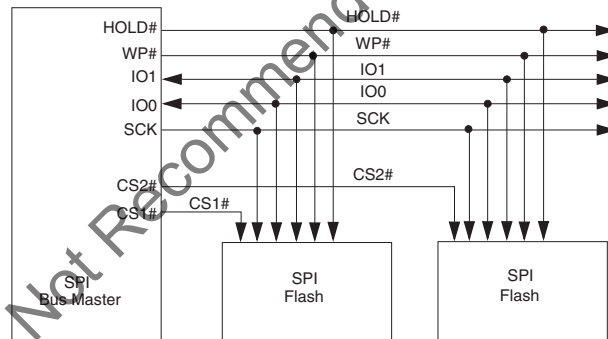 HOLD#
HOLD#
WP#
WP#
IO1
IO1
IO0
IO0
SCK
SCK
CS2#
CS2#
CS1#
CS1#
SPI
Bus Master
SPI
Flash
SPI
Flash
Not Recommend